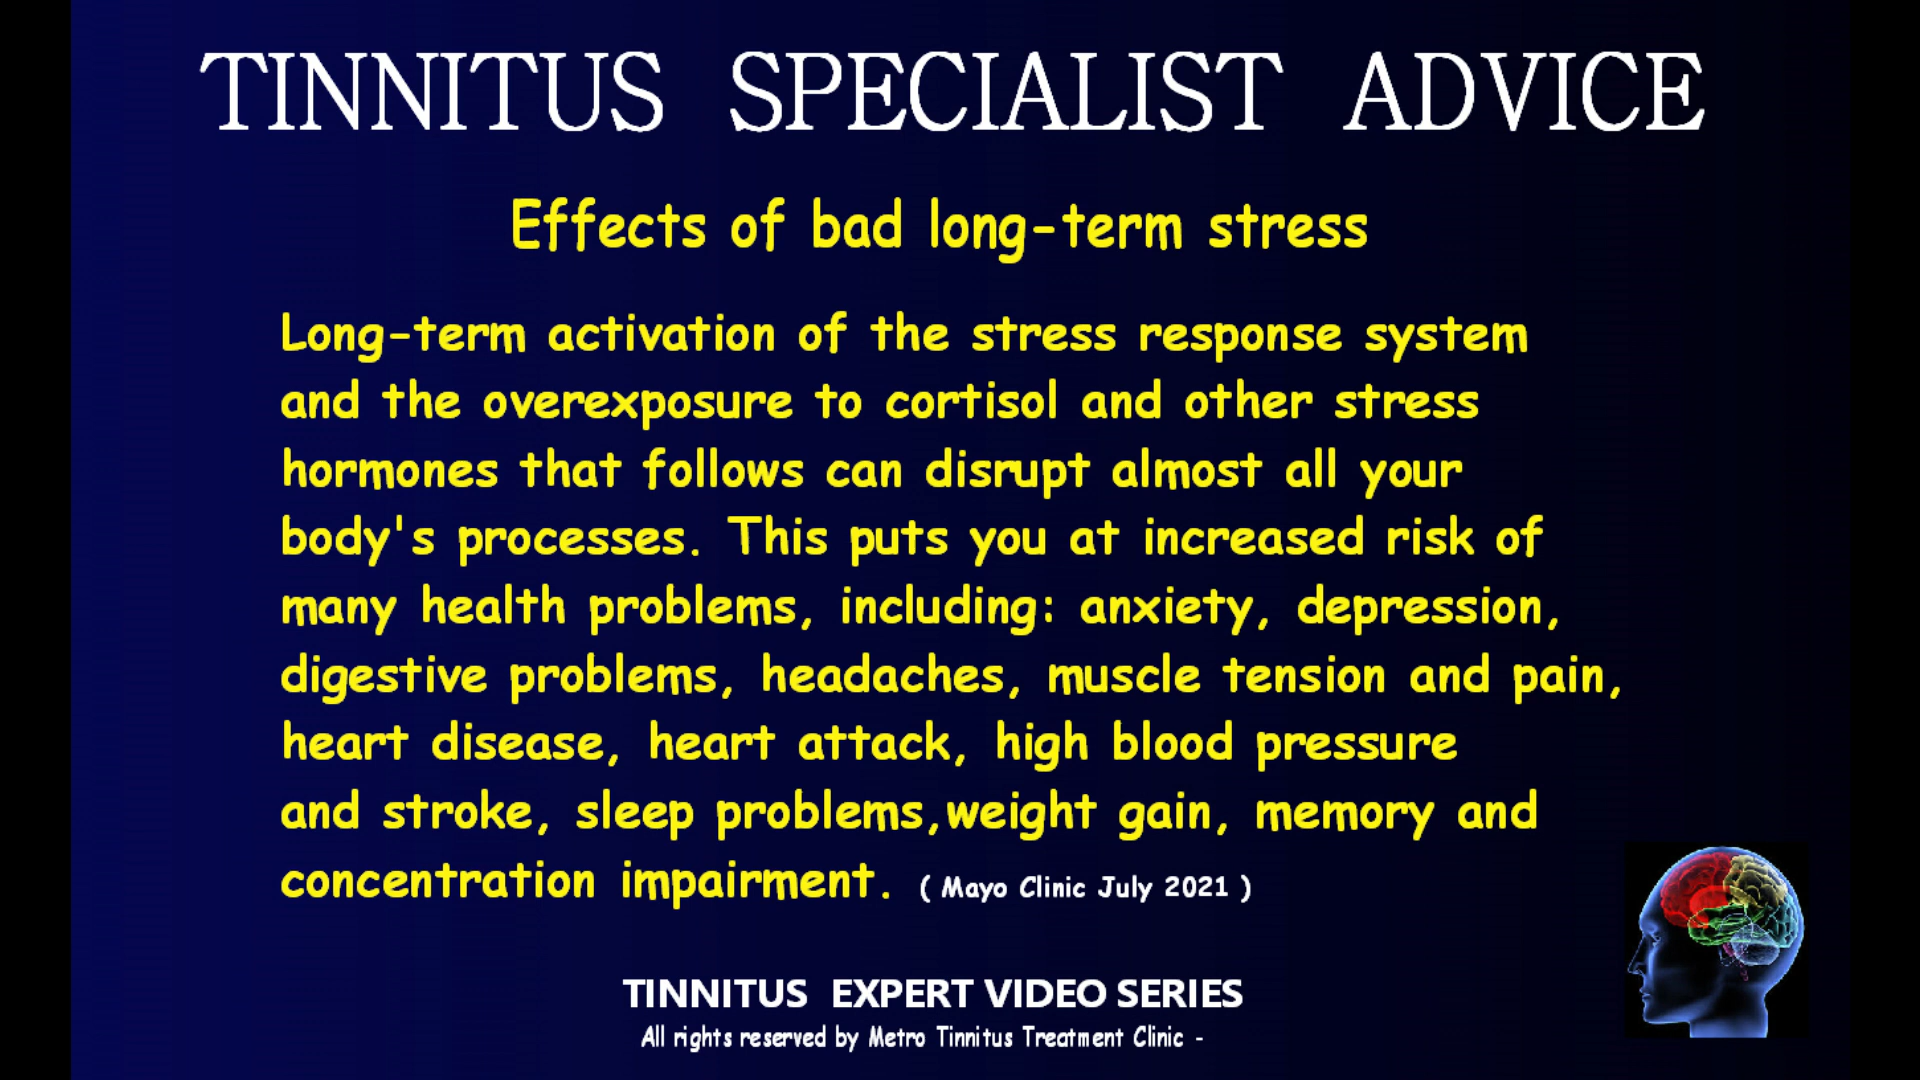 TINNITUS SPECIALIST ADVICE
Effects of bad long-term stress
Long-term activation of the stress response system
and the overexposure to cortisol and other stress
hormones that follows can disrupt almost all your
body's processes. This puts you at increased risk of
many health problems, including: anxiety, depression,
digestive problems, headaches, muscle tension and pain,
heart disease, heart attack, high blood pressure
and stroke, sleep problems,weight gain, memory and
concentration impairment. ( Mayo Clinic July 2021 )
TINNITUS EXPERT VIDEO SERIES
All rights reserved by Metro Tinnitus Treatment Clinic -